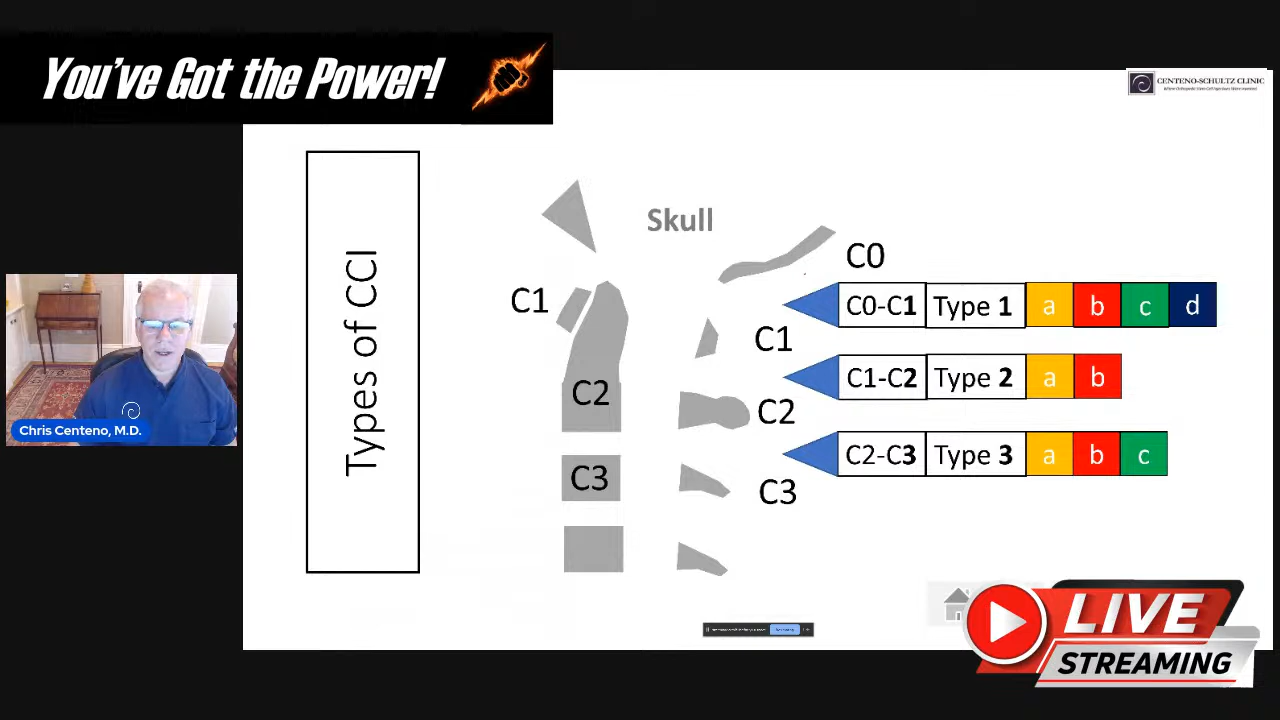 You've Got the Power!
CENTENO-SCHULTZ CLINIC
Types of CCI
Skull
C0
C1
C0-C1 Type 1 a b c d
C1
C1-C2 Type 2 a b
C2
C2
C2-C3 Type 3 a b c
C3
C3
Chris Centeno, M.D.
LIVE
STREAMING